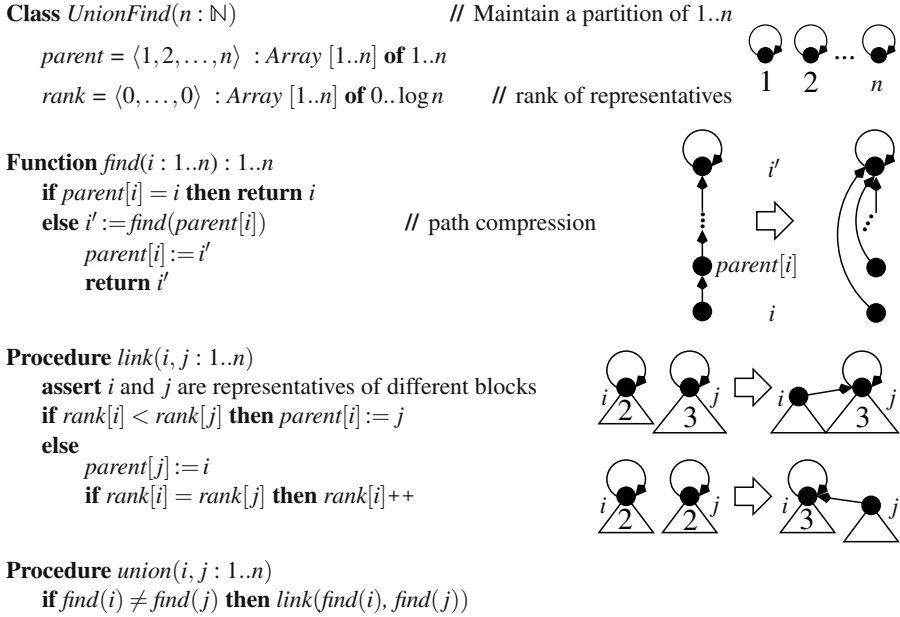 Class UnionFind(n : ℕ) // Maintain a partition of 1..n
parent = ⟨1,2,...,n⟩ : Array [1..n] of 1..n
rank = ⟨0,...,0⟩ : Array [1..n] of 0..log n // rank of representatives
1 2 ... n
Function find(i : 1..n) : 1..n
if parent[i] = i then return i
else i′ := find(parent[i]) // path compression
parent[i] := i′
return i′
i′
parent[i]
i
Procedure link(i, j : 1..n)
assert i and j are representatives of different blocks
if rank[i] < rank[j] then parent[i] := j
else
parent[j] := i
if rank[i] = rank[j] then rank[i]++
i 2 3 j i 3 j
i 2 2 j i 3 j
Procedure union(i, j : 1..n)
if find(i) ≠ find(j) then link(find(i), find(j))